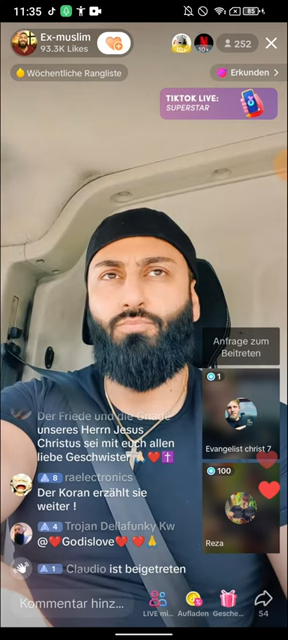 11:35
85
Ex-muslim
93.3K Likes
10+
10+
252
Wöchentliche Rangliste
Erkunden >
TIKTOK LIVE:
SUPERSTAR
Anfrage zum
Beitreten
1
Evangelist christ 7
100
Reza
Der Friede und die Gnade
unseres Herrn Jesus
Christus sei mit euch allen
liebe Geschwister🙏🏻❤️✝️
8 raelectronics
Der Koran erzählt sie
weiter !
4 Trojan Dellafunky Kw
@❤️Godislove❤️ ❤️🙏
1 Claudio ist beigetreten
Kommentar hinz...
LIVE mi...
Aufladen
Gesche...
54